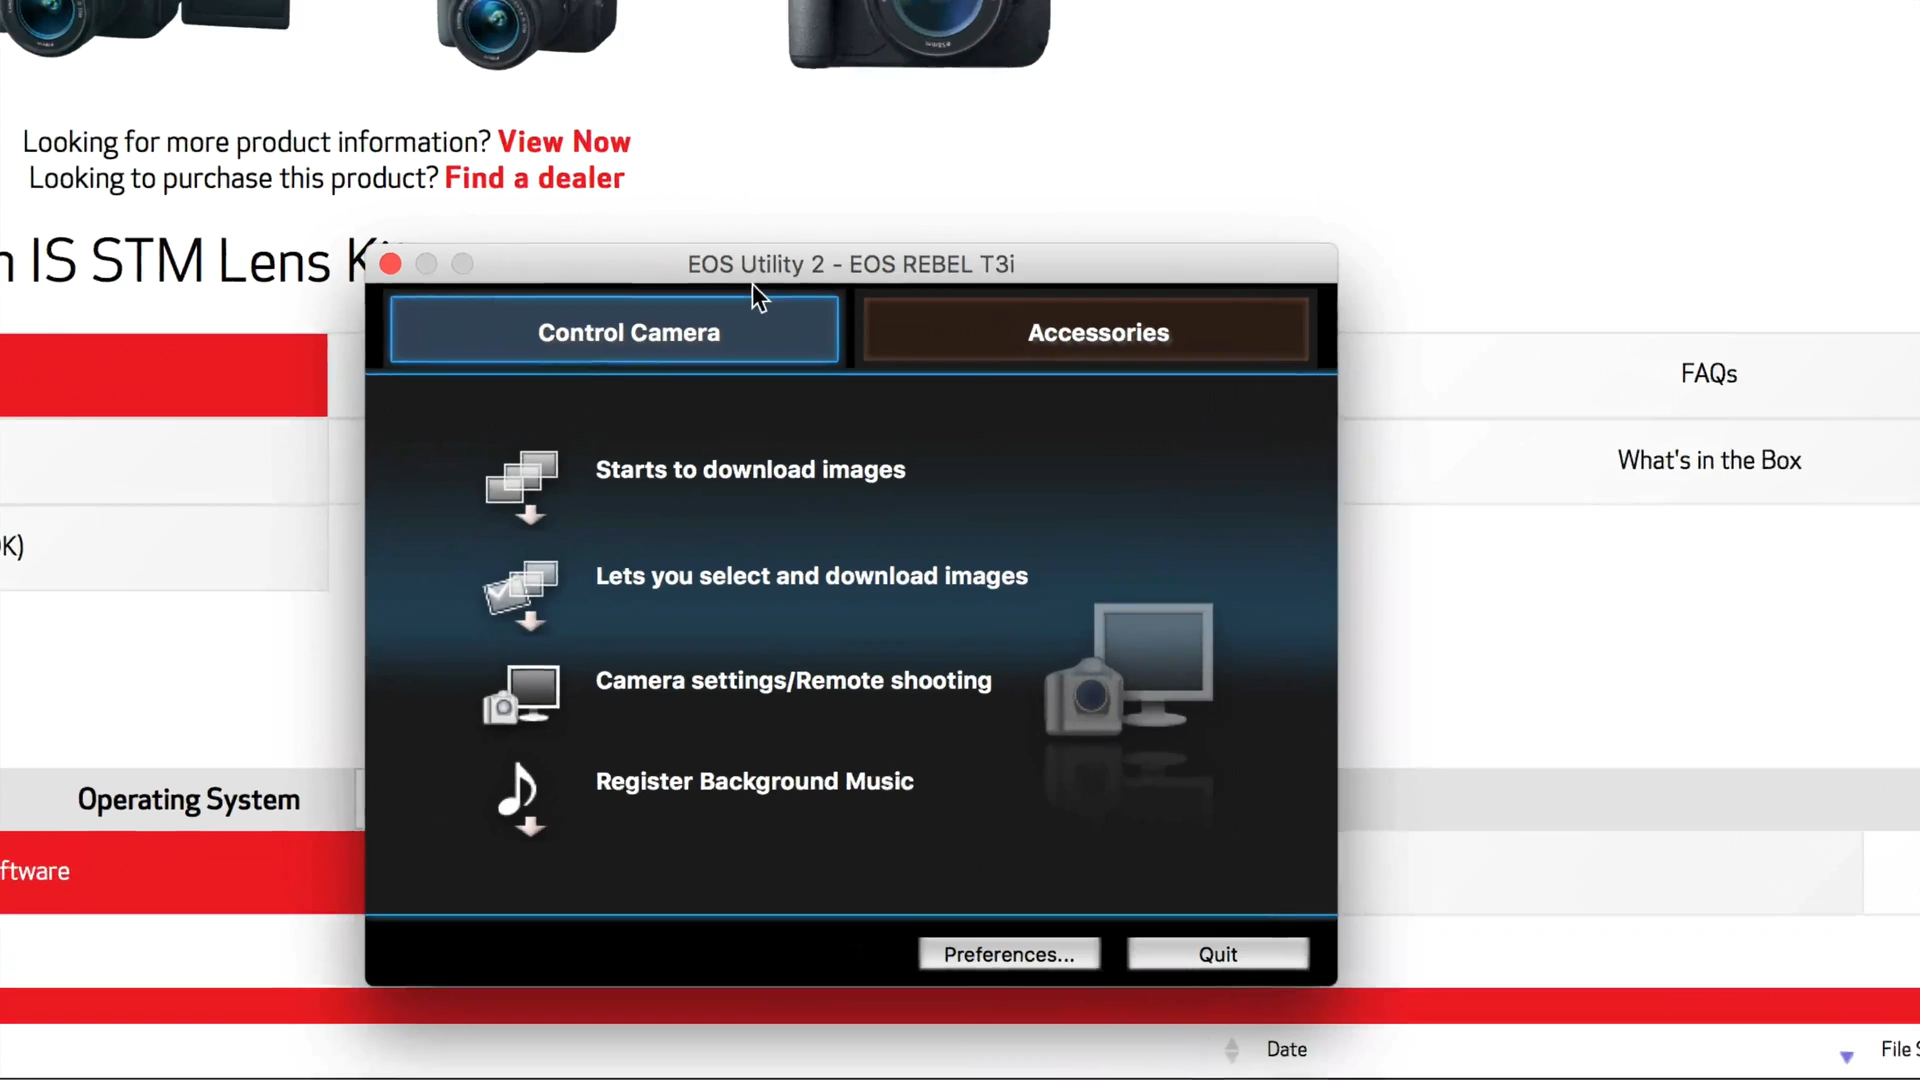 Looking for more product information? View Now
Looking to purchase this product? Find a dealer
IS STM Lens
EOS Utility 2 - EOS REBEL T3i
Control Camera
Accessories
FAQs
Starts to download images
What's in the Box
K)
Lets you select and download images
Camera settings/Remote shooting
Register Background Music
Operating System
ftware
Preferences...
Quit
Date
File